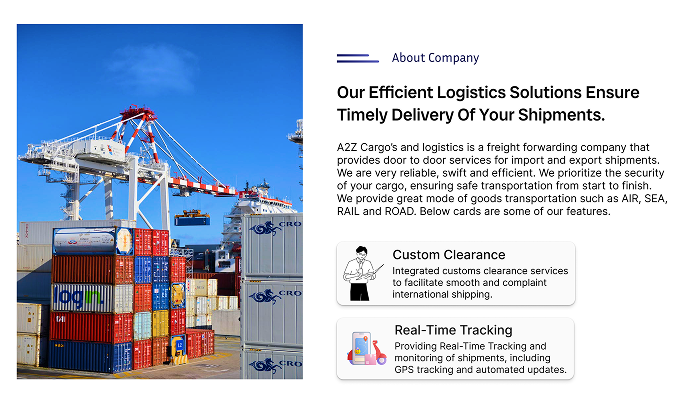 About Company
Our Efficient Logistics Solutions Ensure
Timely Delivery Of Your Shipments.
A2Z Cargo's and logistics is a freight forwarding company that
provides door to door services for import and export shipments.
We are very reliable, swift and efficient. We prioritize the security
of your cargo, ensuring safe transportation from start to finish.
We provide great mode of goods transportation such as AIR, SEA,
RAIL and ROAD. Below cards are some of our features.
Custom Clearance
Integrated customs clearance services
to facilitate smooth and complaint
international shipping.
Real-Time Tracking
Providing Real-Time Tracking and
monitoring of shipments, including
GPS tracking and automated updates.
login.
CRO
CRO
CRO